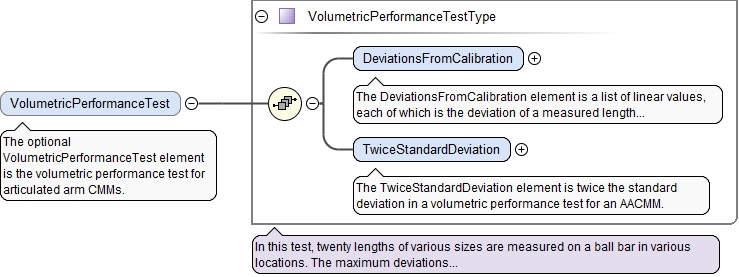 VolumetricPerformanceTestType
DeviationsFromCalibration
The DeviationsFromCalibration element is a list of linear values,
each of which is the deviation of a measured length...
VolumetricPerformanceTest
The optional
VolumetricPerformanceTest element
is the volumetric performance test for
articulated arm CMMs.
TwiceStandardDeviation
The TwiceStandardDeviation element is twice the standard
deviation in a volumetric performance test for an AACMM.
In this test, twenty lengths of various sizes are measured on a ball bar in various
locations. The maximum deviations...